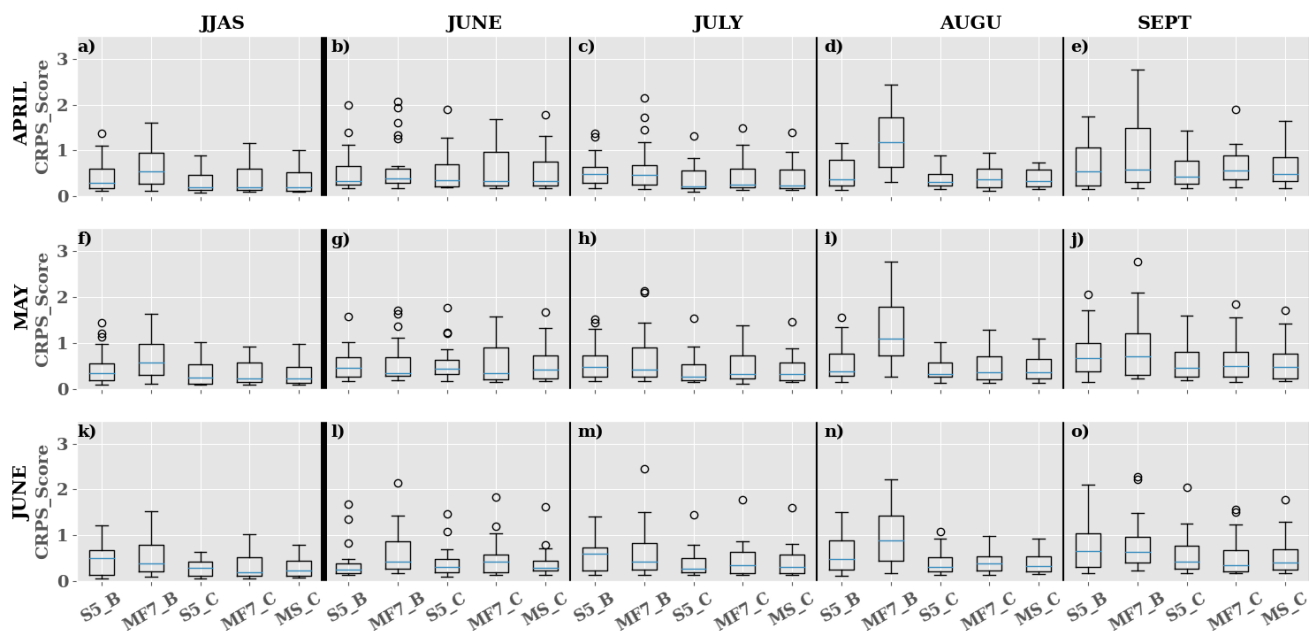 JJAS JUNE JULY AUGU SEPT
a) b) c) d) e)
APRIL
CRPS_Score
3
2
1
0
f) g) h) i) j)
MAY
CRPS_Score
3
2
1
0
k) l) m) n) o)
JUNE
CRPS_Score
3
2
1
0
S5_B MF7_B S5_C MF7_C MS_C S5_B MF7_B S5_C MF7_C MS_C S5_B MF7_B S5_C MF7_C MS_C S5_B MF7_B S5_C MF7_C MS_C S5_B MF7_B S5_C MF7_C MS_C